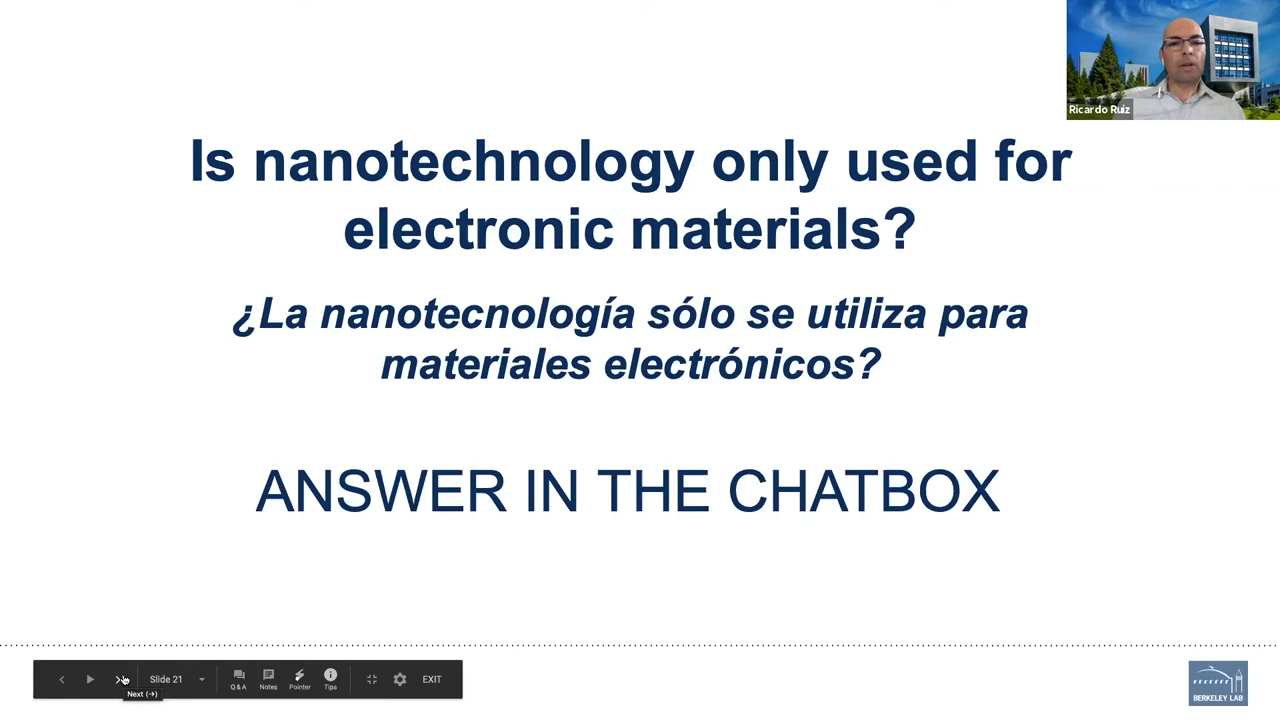 Ricardo Ruiz
Is nanotechnology only used for
electronic materials?
¿La nanotecnología sólo se utiliza para
materiales electrónicos?
ANSWER IN THE CHATBOX
Slide 21
Q&A
Notes
Pointer
Tips
EXIT
Next (→)
BERKELEY LAB